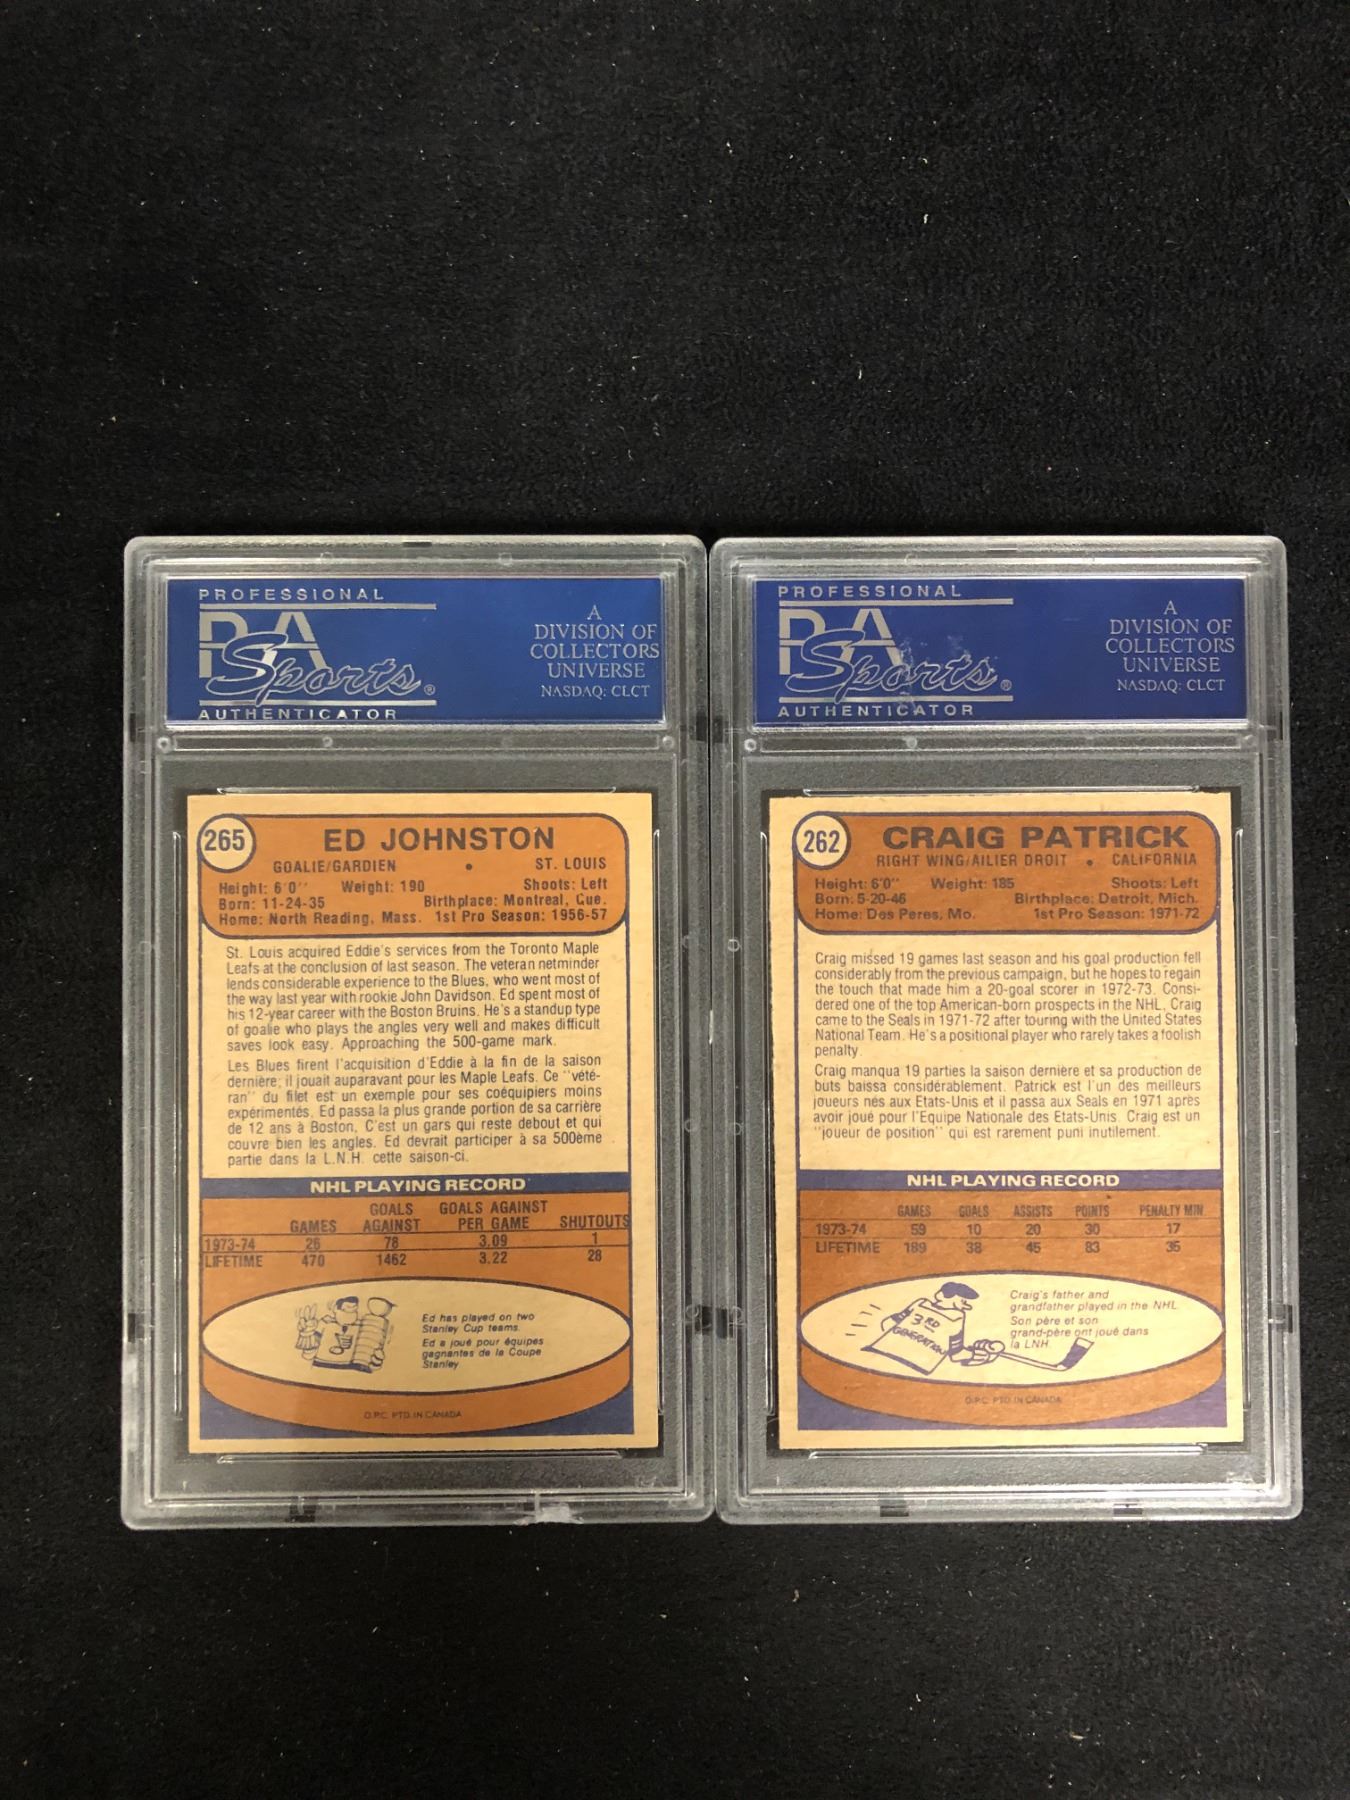 PROFESSIONAL
PSA
Sports®
AUTHENTICATOR
A
DIVISION OF
COLLECTORS
UNIVERSE
NASDAQ: CLCT
265
ED JOHNSTON
GOALIE/GARDIEN • ST. LOUIS
Height: 6'0'' Weight: 190 Shoots: Left
Born: 11-24-35 Birthplace: Montreal, Que.
Home: North Reading, Mass. 1st Pro Season: 1956-57
St. Louis acquired Eddie's services from the Toronto Maple
Leafs at the conclusion of last season. The veteran netminder
lends considerable experience to the Blues, who went most of
the way last year with rookie John Davidson. Ed spent most of
his 12-year career with the Boston Bruins. He's a standup type
of goalie who plays the angles very well and makes difficult
saves look easy. Approaching the 500-game mark.
Les Blues firent l'acquisition d'Eddie à la fin de la saison
dernière; il jouait auparavant pour les Maple Leafs. Ce "vété-
ran" du filet est un exemple pour ses coéquipiers moins
expérimentés. Ed passa la plus grande portion de sa carrière
de 12 ans à Boston. C'est un gars qui reste debout et qui
couvre bien les angles. Ed devrait participer à sa 500ème
partie dans la L.N.H. cette saison-ci.
NHL PLAYING RECORD
GOALS GOALS AGAINST
GAMES AGAINST PER GAME SHUTOUTS
1973-74 26 78 3.09 1
LIFETIME 470 1462 3.22 28
Ed has played on two
Stanley Cup teams.
Ed a joué pour équipes
gagnantes de la Coupe
Stanley
O.P.C. PTD. IN CANADA
PROFESSIONAL
PSA
Sports®
AUTHENTICATOR
A
DIVISION OF
COLLECTORS
UNIVERSE
NASDAQ: CLCT
262
CRAIG PATRICK
RIGHT WING/AILIER DROIT • CALIFORNIA
Height: 6'0'' Weight: 185 Shoots: Left
Born: 5-20-46 Birthplace: Detroit, Mich.
Home: Des Peres, Mo. 1st Pro Season: 1971-72
Craig missed 19 games last season and his goal production fell
considerably from the previous campaign, but he hopes to regain
the touch that made him a 20-goal scorer in 1972-73. Consi-
dered one of the top American-born prospects in the NHL, Craig
came to the Seals in 1971-72 after touring with the United States
National Team. He's a positional player who rarely takes a foolish
penalty.
Craig manqua 19 parties la saison dernière et sa production de
buts baissa considérablement. Patrick est l'un des meilleurs
joueurs nés aux Etats-Unis et il passa aux Seals en 1971 après
avoir joué pour l'Equipe Nationale des Etats-Unis. Craig est un
"joueur de position" qui est rarement puni inutilement.
NHL PLAYING RECORD
GAMES GOALS ASSISTS POINTS PENALTY MIN
1973-74 59 10 20 30 17
LIFETIME 189 38 45 83 35
3RD
GENERATION
Craig's father and
grandfather played in the NHL
Son père et son
grand-père ont joué dans
la LNH
O.P.C. PTD. IN CANADA